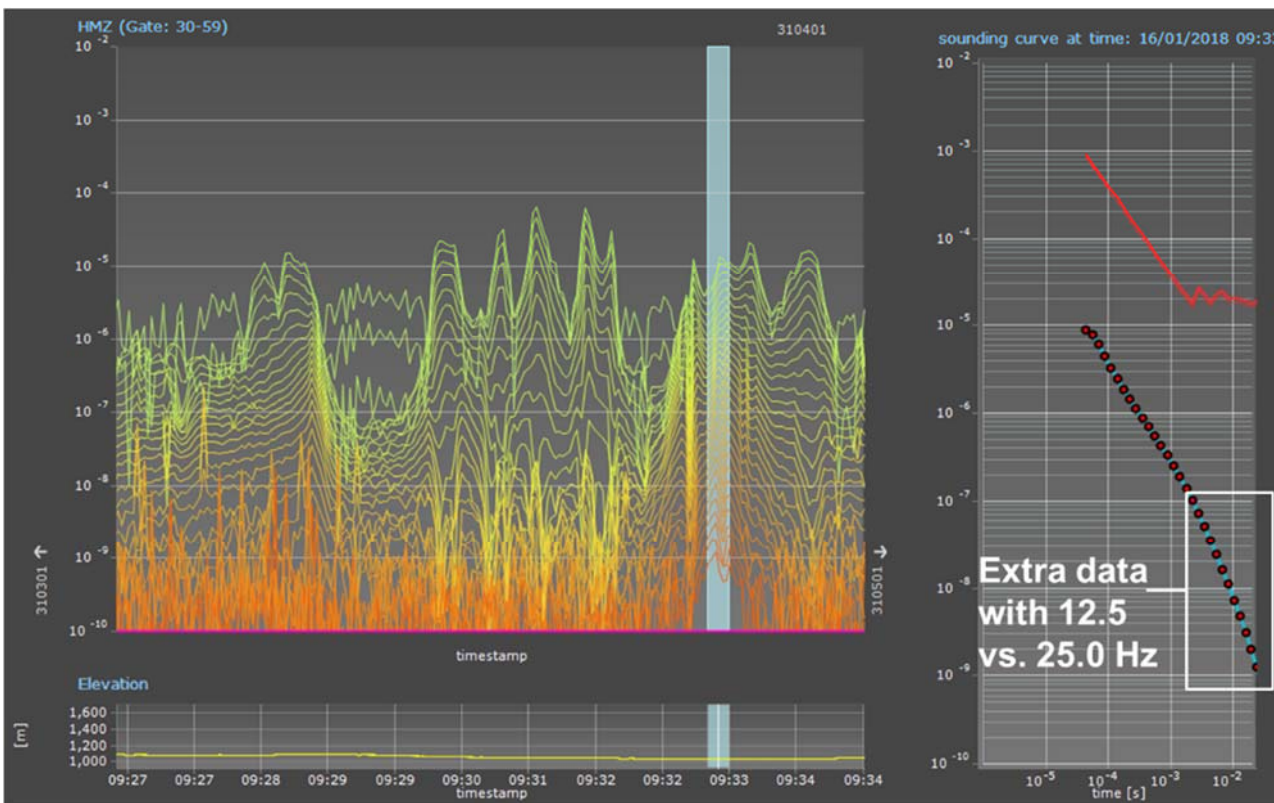 HMZ (Gate: 30-59)
310401
10 -2
10 -3
10 -4
10 -5
10 -6
10 -7
10 -8
10 -9
10 -10
310301
310501
timestamp
Elevation
[m]
1,600
1,400
1,200
1,000
09:27 09:27 09:28 09:29 09:29 09:30 09:31 09:32 09:32 09:33 09:34 09:34
timestamp
sounding curve at time: 16/01/2018 09:33
10 -2
10 -3
10 -4
10 -5
10 -6
10 -7
10 -8
10 -9
10 -10
Extra data
with 12.5
vs. 25.0 Hz
10 -5 10 -4 10 -3 10 -2
time [s]